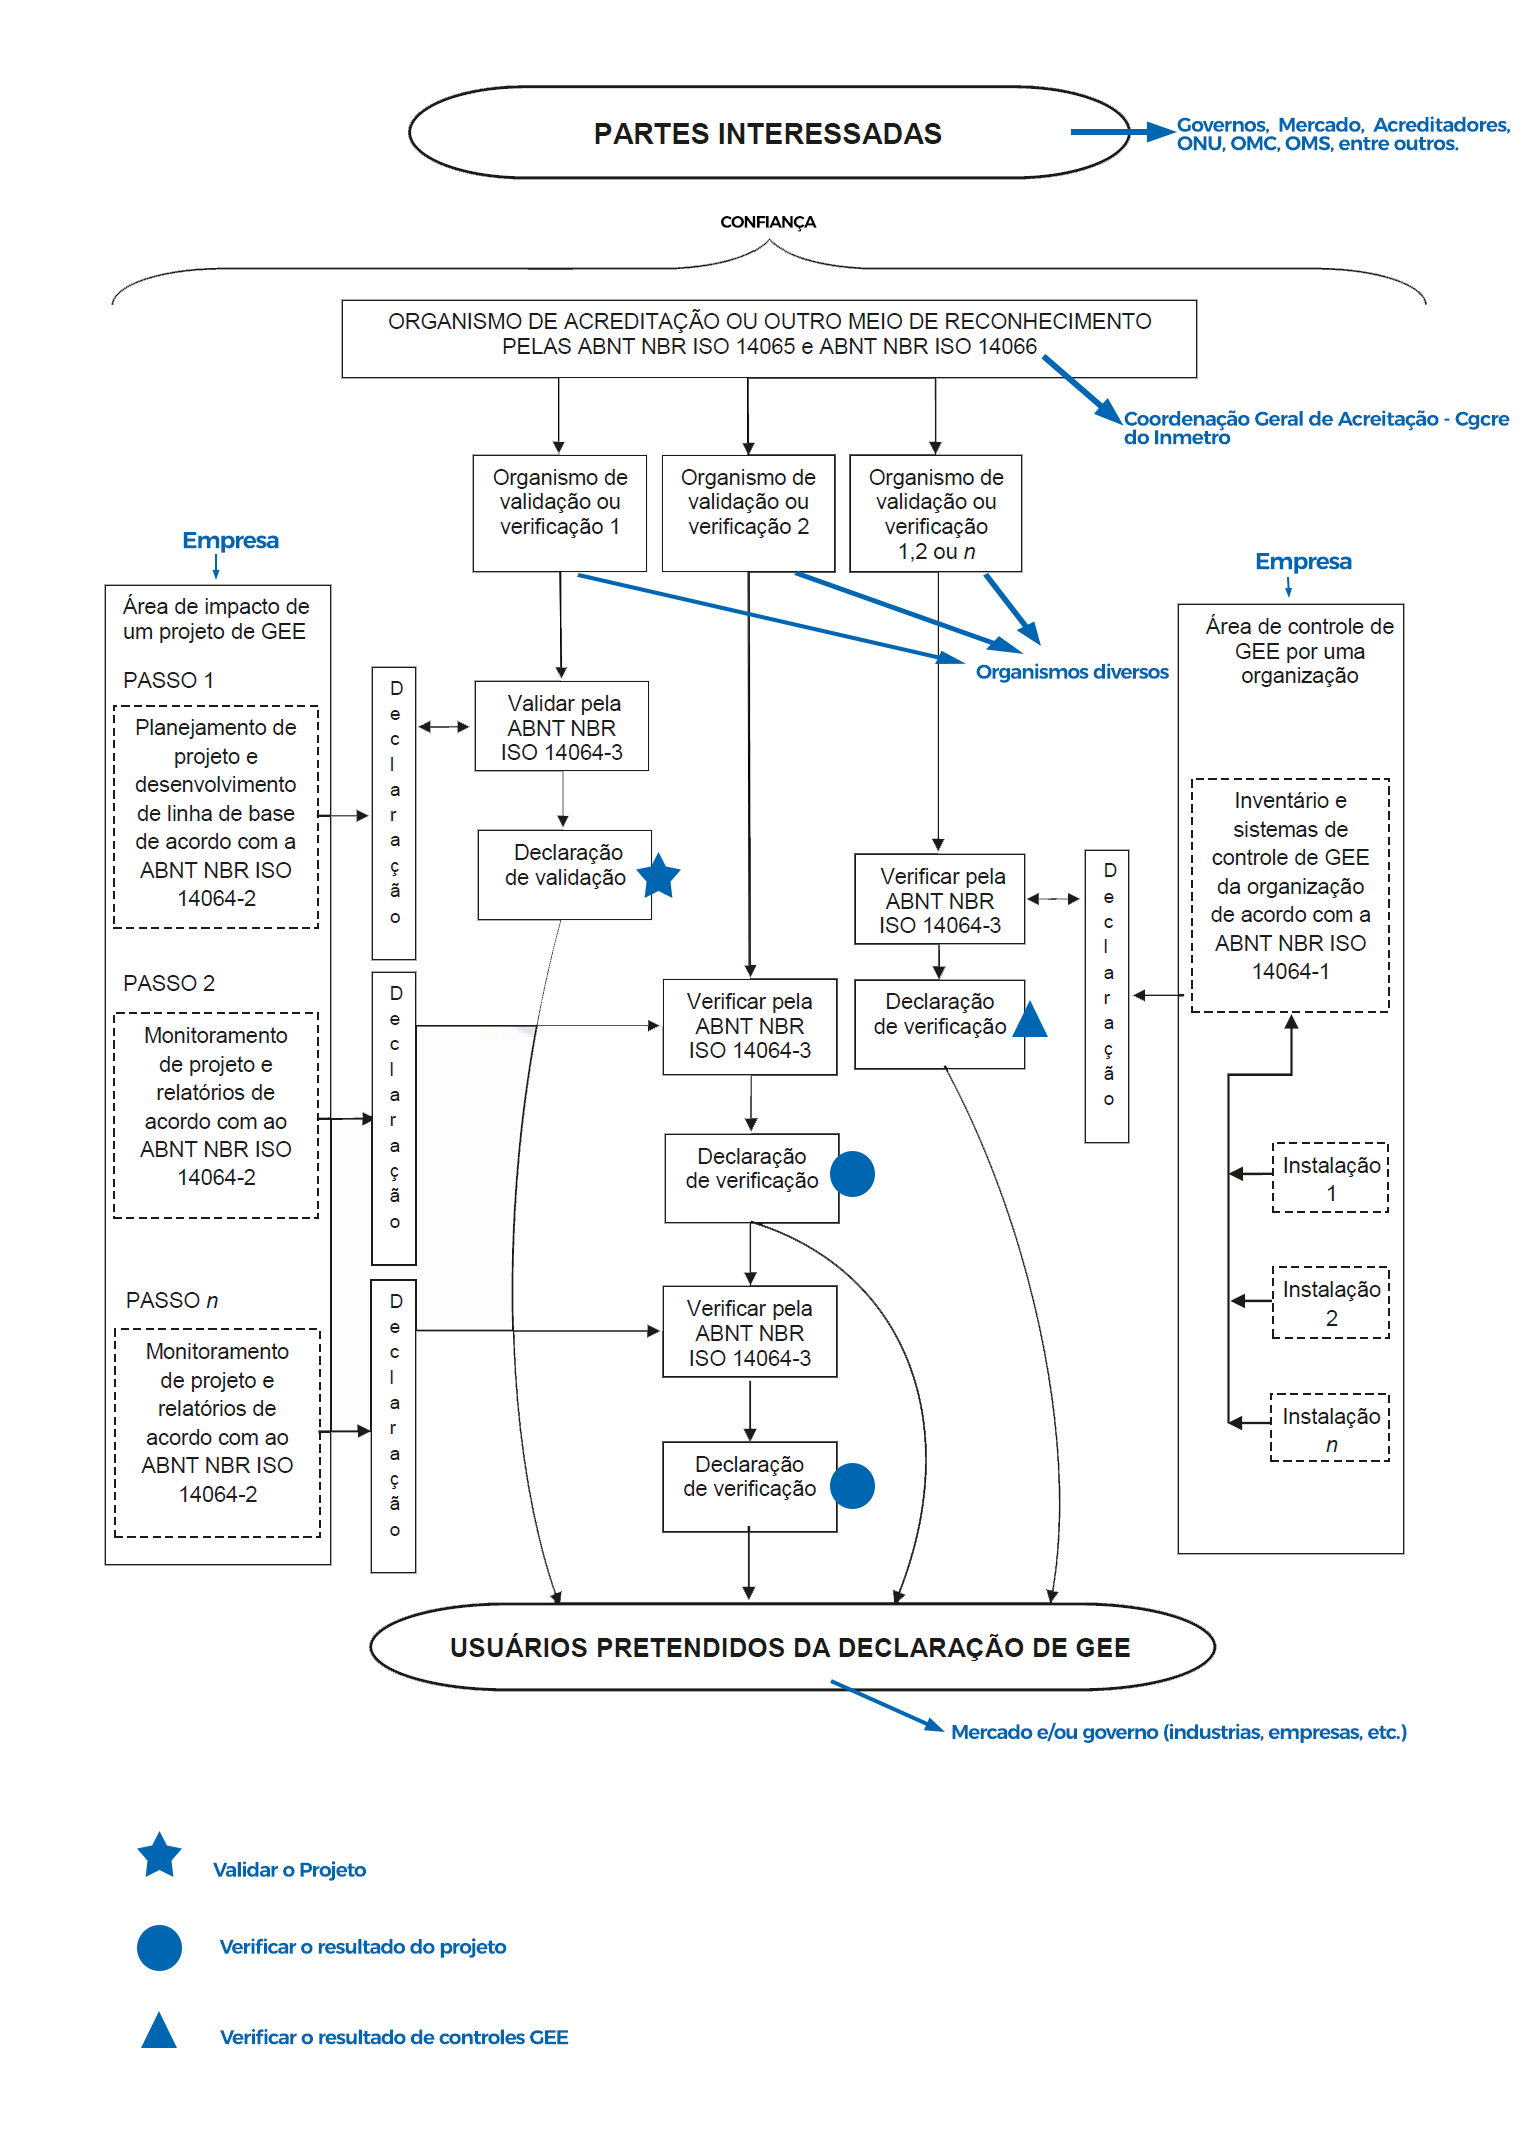 PARTES INTERESSADAS
Governos, Mercado, Acreditadores,
ONU, OMC, OMS, entre outros.
CONFIANÇA
ORGANISMO DE ACREDITAÇÃO OU OUTRO MEIO DE RECONHECIMENTO
PELAS ABNT NBR ISO 14065 e ABNT NBR ISO 14066
Coordenação Geral de Acreitação - Cgcre
do Inmetro
Organismo de
validação ou
verificação 1
Organismo de
validação ou
verificação 2
Organismo de
validação ou
verificação
1,2 ou n
Organismos diversos
Empresa
Área de impacto de
um projeto de GEE
PASSO 1
Planejamento de
projeto e
desenvolvimento
de linha de base
de acordo com a
ABNT NBR ISO
14064-2
Declaração
Validar pela
ABNT NBR
ISO 14064-3
Declaração
de validação
PASSO 2
Monitoramento
de projeto e
relatórios de
acordo com ao
ABNT NBR ISO
14064-2
Declaração
Verificar pela
ABNT NBR
ISO 14064-3
Declaração
de verificação
PASSO n
Monitoramento
de projeto e
relatórios de
acordo com ao
ABNT NBR ISO
14064-2
Declaração
Verificar pela
ABNT NBR
ISO 14064-3
Declaração
de verificação
Verificar pela
ABNT NBR
ISO 14064-3
Declaração
de verificação
Declaração
Empresa
Área de controle de
GEE por uma
organização
Inventário e
sistemas de
controle de GEE
da organização
de acordo com a
ABNT NBR ISO
14064-1
Instalação
1
Instalação
2
Instalação
n
USUÁRIOS PRETENDIDOS DA DECLARAÇÃO DE GEE
Mercado e/ou governo (industrias, empresas, etc.)
Validar o Projeto
Verificar o resultado do projeto
Verificar o resultado de controles GEE